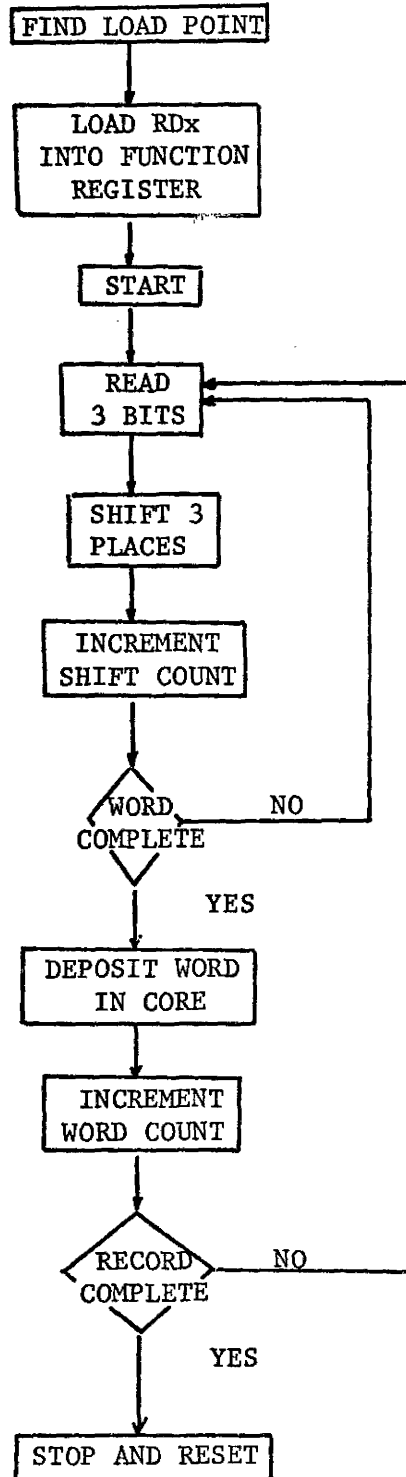 FIND LOAD POINT
LOAD RDx
INTO FUNCTION
REGISTER
START
READ
3 BITS
SHIFT 3
PLACES
INCREMENT
SHIFT COUNT
WORD
COMPLETE
NO
YES
DEPOSIT WORD
IN CORE
INCREMENT
WORD COUNT
RECORD
COMPLETE
NO
YES
STOP AND RESET